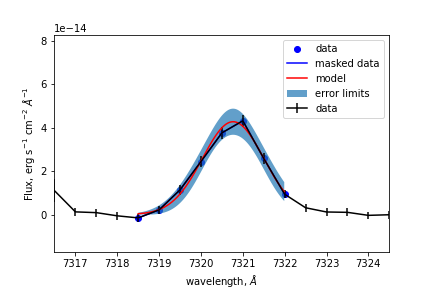 1e−14
8
6
4
2
0
7317 7318 7319 7320 7321 7322 7323 7324
wavelength, Å
Flux, erg s⁻¹ cm⁻² Å⁻¹
data
masked data
model
error limits
data